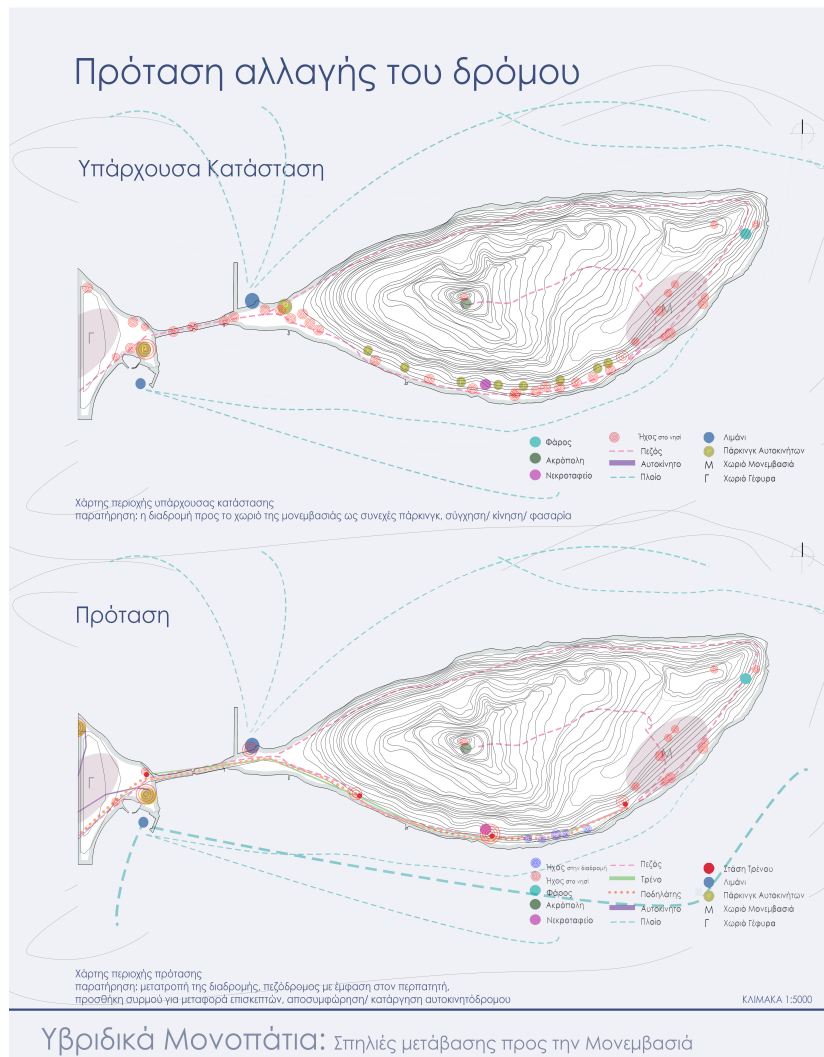 Πρόταση αλλαγής του δρόμου
Υπάρχουσα Κατάσταση
Γ
Μ
Φάρος
Ακρόπολη
Νεκροταφείο
Ήχος στο νησί
Πεζός
Αυτοκίνητο
Πλοίο
Λιμάνι
Πάρκινγκ Αυτοκινήτων
Μ Χωριό Μονεμβασιά
Γ Χωριό Γέφυρα
Χάρτης περιοχής υπάρχουσας κατάστασης
παρατήρηση: η διαδρομή προς το χωριό της μονεμβασιάς ως συνεχές πάρκινγκ, σύγχηση/ κίνηση/ φασαρία
Πρόταση
Γ
Μ
Ήχος στην διαδρομή
Ήχος στο νησί
Φάρος
Ακρόπολη
Νεκροταφείο
Πεζός
Τρένο
Ποδηλάτης
Αυτοκίνητο
Πλοίο
Στάση Τρένου
Λιμάνι
Πάρκινγκ Αυτοκινήτων
Μ Χωριό Μονεμβασιά
Γ Χωριό Γέφυρα
Χάρτης περιοχής πρότασης
παρατήρηση: μετατροπή της διαδρομής, πεζόδρομος με έμφαση στον περπατητή,
προσθήκη συρμού για μεταφορά επισκεπτών, αποσυμφώρηση/ κατάργηση αυτοκινητόδρομου
ΚΛΙΜΑΚΑ 1:5000
Υβριδικά Μονοπάτια: Σπηλιές μετάβασης προς την Μονεμβασιά